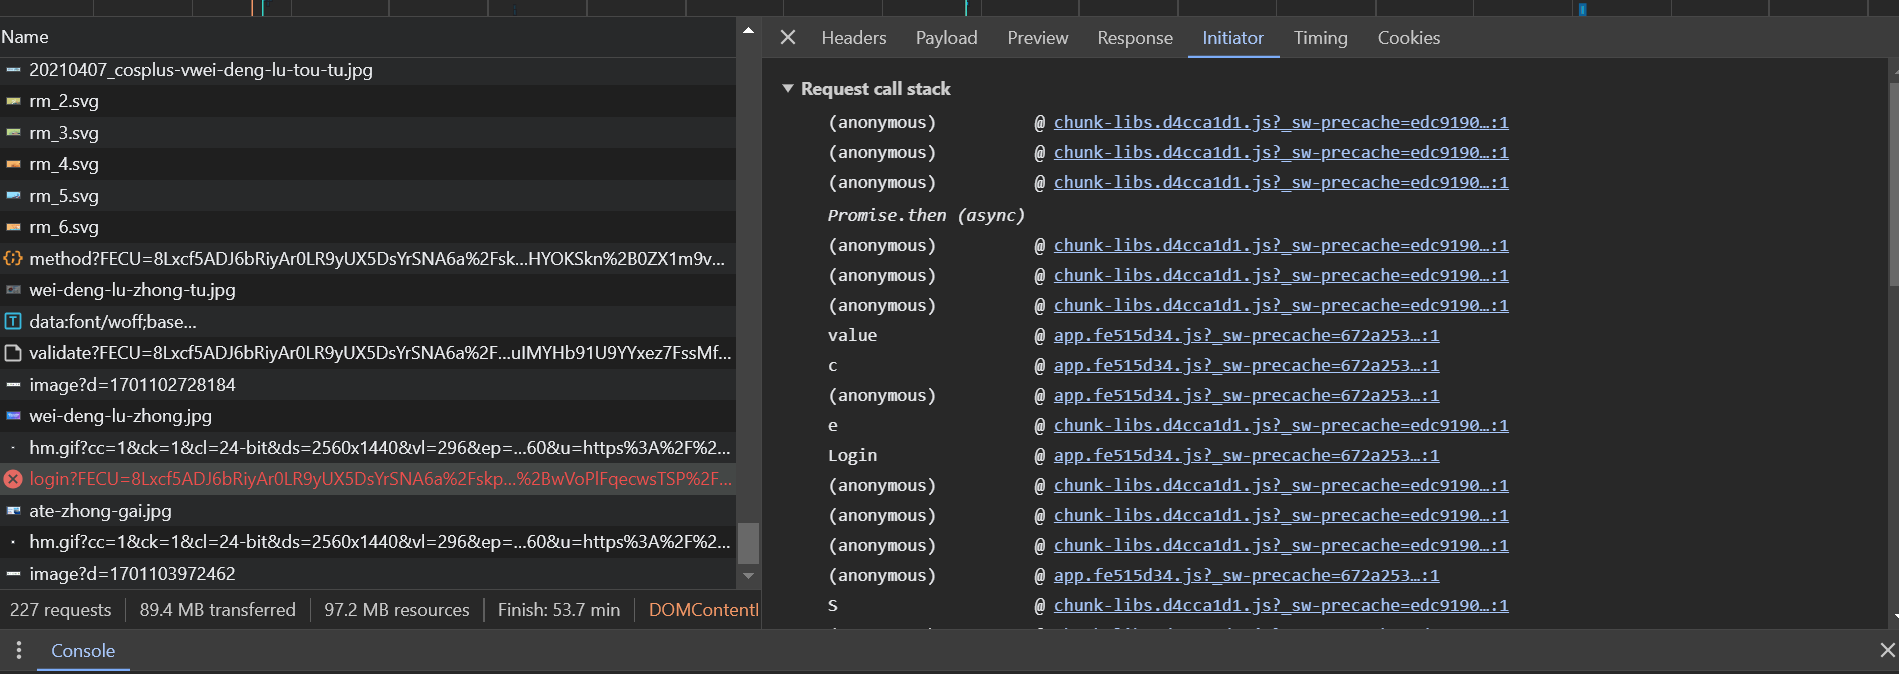 Name
20210407_cosplus-vwei-deng-lu-tou-tu.jpg
rm_2.svg
rm_3.svg
rm_4.svg
rm_5.svg
rm_6.svg
method?FECU=8Lxcf5ADJ6bRiyAr0LR9yUX5DsYrSNA6a%2Fsk...HYOKSkn%2B0ZX1m9v...
wei-deng-lu-zhong-tu.jpg
data:font/woff;base...
validate?FECU=8Lxcf5ADJ6bRiyAr0LR9yUX5DsYrSNA6a%2F...uIMYHb91U9YYxez7FssMf...
image?d=1701102728184
wei-deng-lu-zhong.jpg
hm.gif?cc=1&ck=1&cl=24-bit&ds=2560x1440&vl=296&ep=...60&u=https%3A%2F%2...
login?FECU=8Lxcf5ADJ6bRiyAr0LR9yUX5DsYrSNA6a%2Fskp...%2BwVoPlFqecwsTSP%2F...
ate-zhong-gai.jpg
hm.gif?cc=1&ck=1&cl=24-bit&ds=2560x1440&vl=296&ep=...60&u=https%3A%2F%2...
image?d=1701103972462
227 requests 89.4 MB transferred 97.2 MB resources Finish: 53.7 min DOMContentl
Headers Payload Preview Response Initiator Timing Cookies
Request call stack
(anonymous) @ chunk-libs.d4cca1d1.js?_sw-precache=edc9190…:1
(anonymous) @ chunk-libs.d4cca1d1.js?_sw-precache=edc9190…:1
(anonymous) @ chunk-libs.d4cca1d1.js?_sw-precache=edc9190…:1
Promise.then (async)
(anonymous) @ chunk-libs.d4cca1d1.js?_sw-precache=edc9190…:1
(anonymous) @ chunk-libs.d4cca1d1.js?_sw-precache=edc9190…:1
(anonymous) @ chunk-libs.d4cca1d1.js?_sw-precache=edc9190…:1
value @ app.fe515d34.js?_sw-precache=672a253…:1
c @ app.fe515d34.js?_sw-precache=672a253…:1
(anonymous) @ app.fe515d34.js?_sw-precache=672a253…:1
e @ chunk-libs.d4cca1d1.js?_sw-precache=edc9190…:1
Login @ app.fe515d34.js?_sw-precache=672a253…:1
(anonymous) @ chunk-libs.d4cca1d1.js?_sw-precache=edc9190…:1
(anonymous) @ chunk-libs.d4cca1d1.js?_sw-precache=edc9190…:1
(anonymous) @ chunk-libs.d4cca1d1.js?_sw-precache=edc9190…:1
(anonymous) @ app.fe515d34.js?_sw-precache=672a253…:1
S @ chunk-libs.d4cca1d1.js?_sw-precache=edc9190…:1
Console